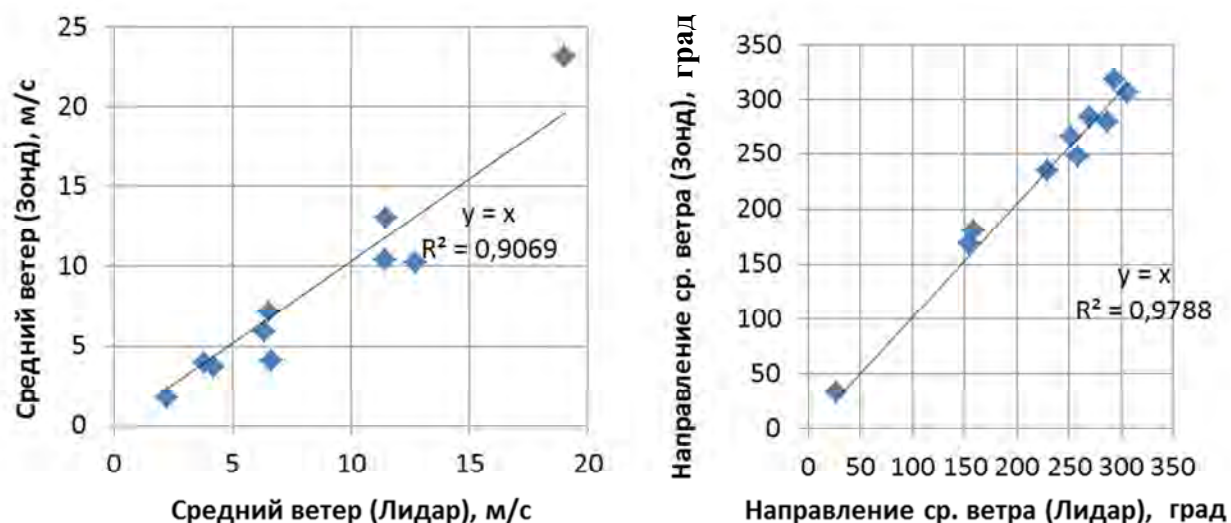 Средний ветер (Зонд), м/с
25
20
15
10
5
0
y = x
R² = 0,9069
0 5 10 15 20
Средний ветер (Лидар), м/с
Направление ср. ветра (Зонд), град
350
300
250
200
150
100
50
0
y = x
R² = 0,9788
0 50 100 150 200 250 300 350
Направление ср. ветра (Лидар), град